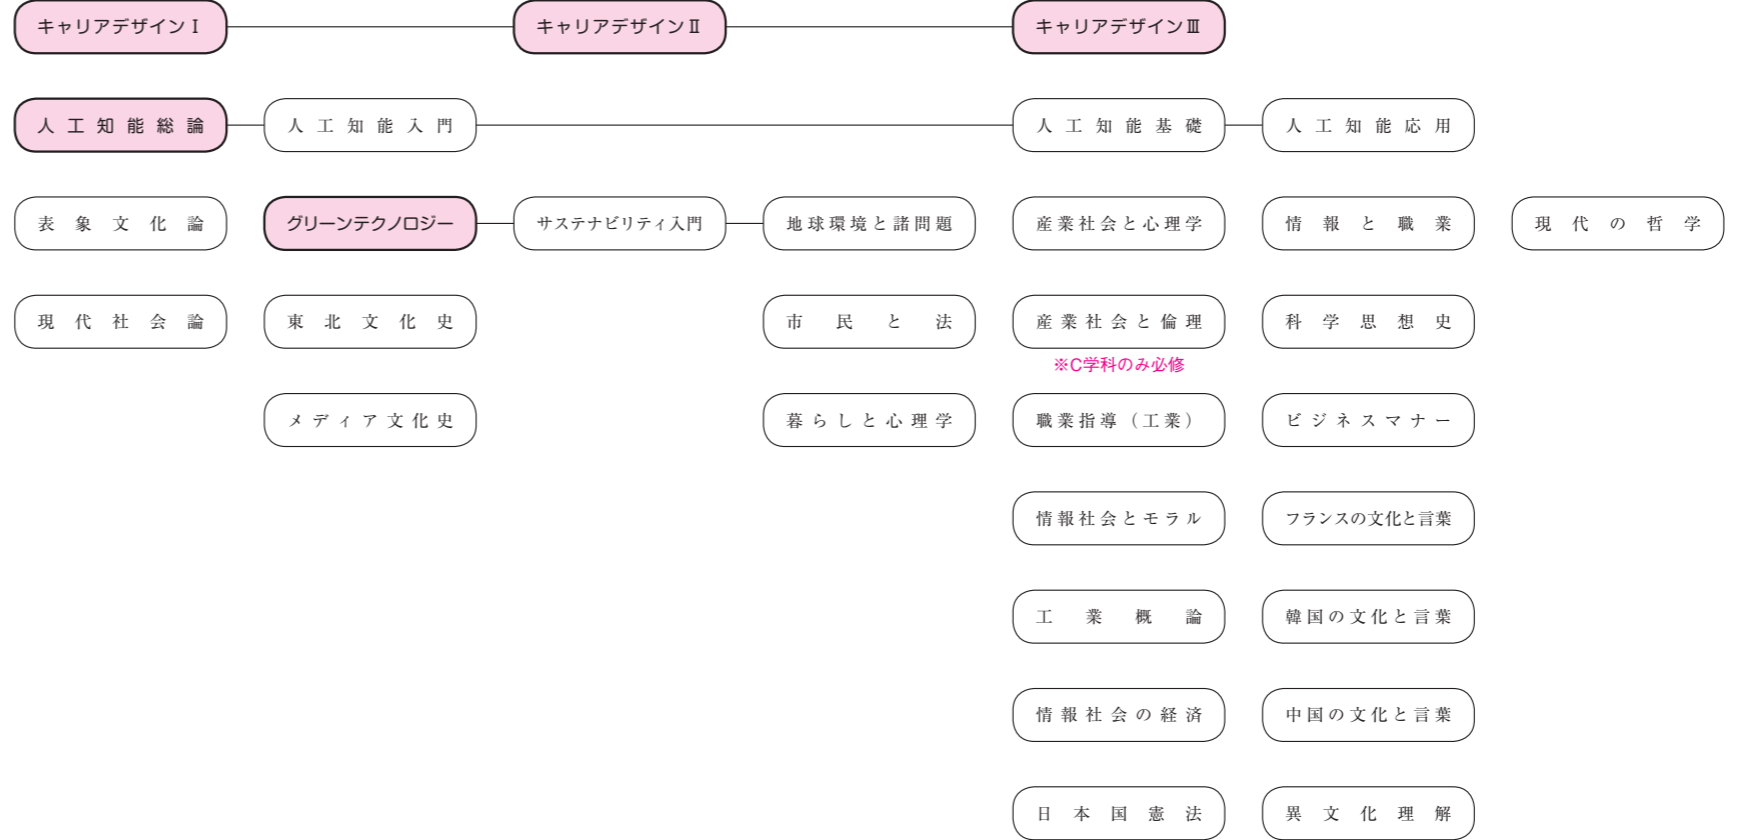 キャリアデザインⅠ キャリアデザインⅡ キャリアデザインⅢ
人工知能総論 人工知能入門 人工知能基礎 人工知能応用
表象文化論 グリーンテクノロジー サステナビリティ入門 地球環境と諸問題 産業社会と心理学 情報と職業 現代の哲学
現代社会論 東北文化史 市民と法 産業社会と倫理 科学思想史
※C学科のみ必修
メディア文化史 暮らしと心理学 職業指導（工業） ビジネスマナー
情報社会とモラル フランスの文化と言葉
工業概論 韓国の文化と言葉
情報社会の経済 中国の文化と言葉
日本国憲法 異文化理解